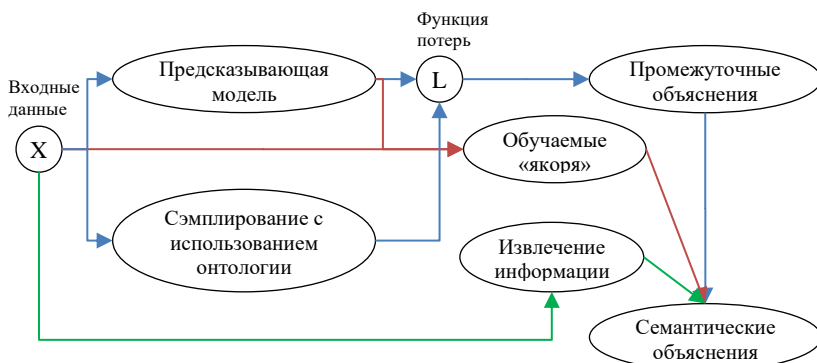 Функция
потерь
Предсказывающая
модель
L
Промежуточные
объяснения
Входные
данные
X
Обучаемые
«якоря»
Сэмплирование с
использованием
онтологии
Извлечение
информации
Семантические
объяснения